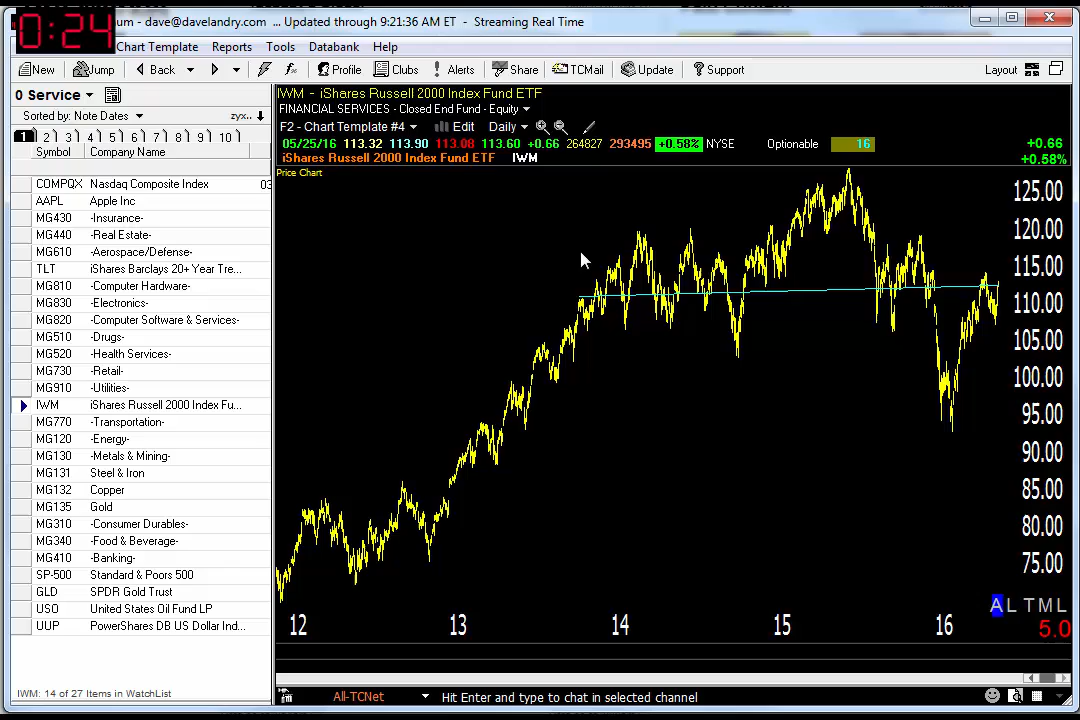 0:24
um - dave@davelandry.com ... Updated through 9:21:36 AM ET - Streaming Real Time
Chart Template Reports Tools Databank Help
New Jump Back Profile Clubs Alerts Share TCMail Update Support Layout
0 Service
Sorted by: Note Dates zyx..
1 2 3 4 5 6 7 8 9 10
Symbol Company Name
COMPQX Nasdaq Composite Index 03
AAPL Apple Inc
MG430 -Insurance-
MG440 -Real Estate-
MG610 -Aerospace/Defense-
TLT iShares Barclays 20+ Year Tre...
MG810 -Computer Hardware-
MG830 -Electronics-
MG820 -Computer Software & Services-
MG510 -Drugs-
MG520 -Health Services-
MG730 -Retail-
MG910 -Utilities-
IWM iShares Russell 2000 Index Fu...
MG770 -Transportation-
MG120 -Energy-
MG130 -Metals & Mining-
MG131 Steel & Iron
MG132 Copper
MG135 Gold
MG310 -Consumer Durables-
MG340 -Food & Beverage-
MG410 -Banking-
SP-500 Standard & Poors 500
GLD SPDR Gold Trust
USO United States Oil Fund LP
UUP PowerShares DB US Dollar Ind...
IWM: 14 of 27 Items in WatchList
IWM - iShares Russell 2000 Index Fund ETF
FINANCIAL SERVICES - Closed End Fund - Equity
F2 - Chart Template #4 Edit Daily
05/25/16 113.32 113.90 113.08 113.60 +0.66 264827 293495 +0.58% NYSE Optionable 16 +0.66
iShares Russell 2000 Index Fund ETF IWM +0.58%
Price Chart
125.00
120.00
115.00
110.00
105.00
100.00
95.00
90.00
85.00
80.00
75.00
A L T M L
12 13 14 15 16 5.0
All-TCNet Hit Enter and type to chat in selected channel